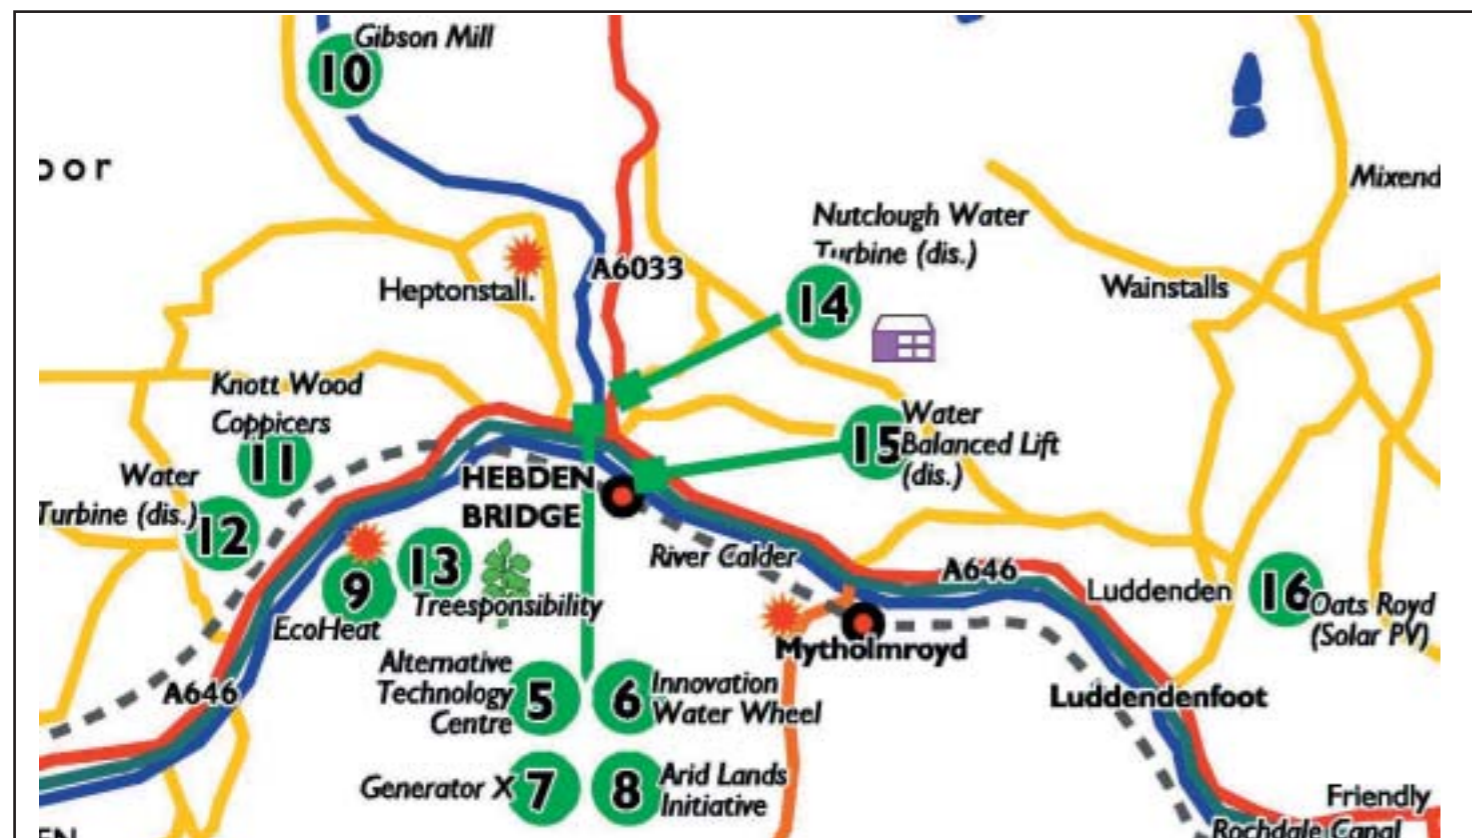 Gibson Mill
10
oor
Mixend
Nutclough Water
Turbine (dis.)
A6033
Heptonstall.
14
Wainstalls
Knott Wood
Coppicers
11
Water
Balanced Lift
(dis.)
15
Water
Turbine (dis.)
12
HEBDEN
BRIDGE
River Calder
13
Treesponsibility
9
EcoHeat
A646
Luddenden
16
Oats Royd
(Solar PV)
Mytholmroyd
A646
Alternative
Technology
Centre
5
6
Innovation
Water Wheel
Luddendenfoot
Generator X
7
8
Arid Lands
Initiative
Friendly
Rochdale Canal
EN